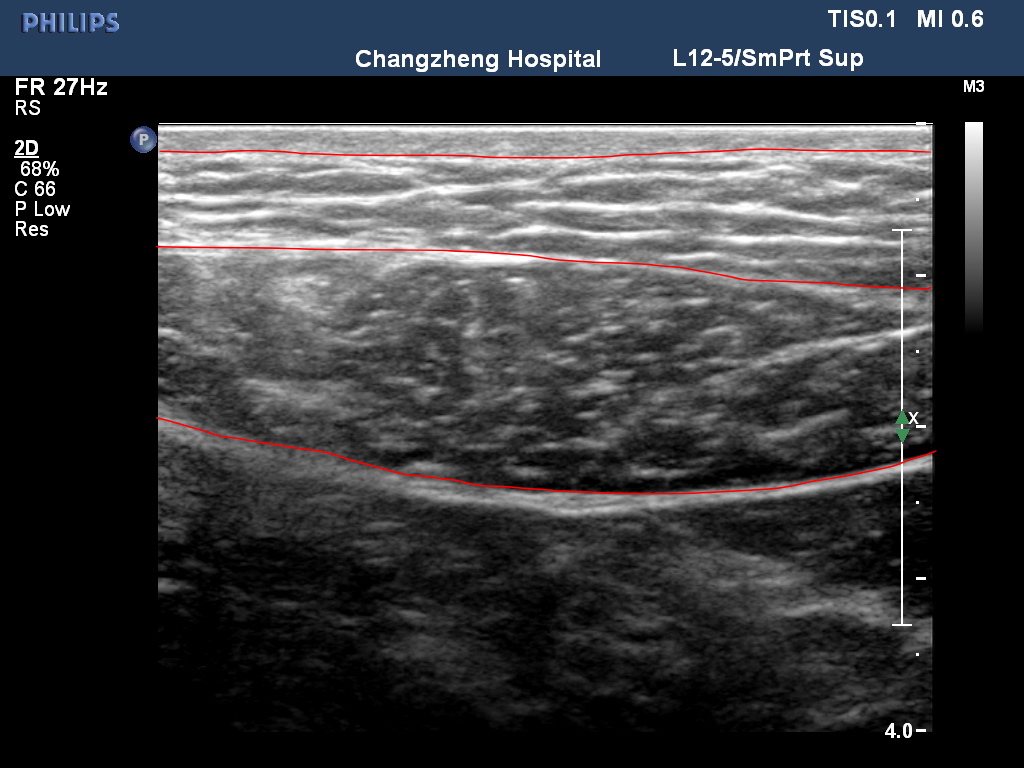 PHILIPS
TIS0.1 MI 0.6
Changzheng Hospital
L12-5/SmPrt Sup
FR 27Hz
RS
M3
P
2D
68%
C 66
P Low
Res
X
4.0